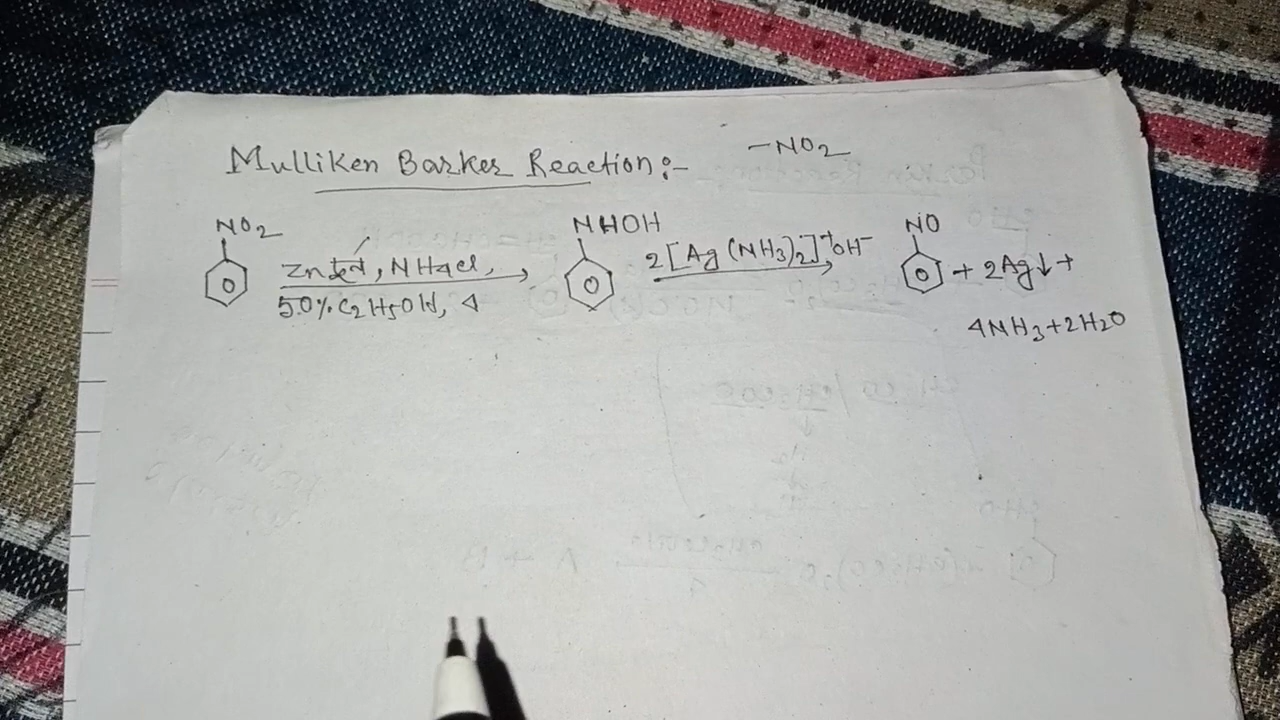 Mulliken Barker Reaction:- -NO2
NO2 NHOH NO
Zn, NH4Cl, 2[Ag(NH3)2]+OH- + 2Ag↓ +
50% C2H5OH, Δ
4NH3+2H2O